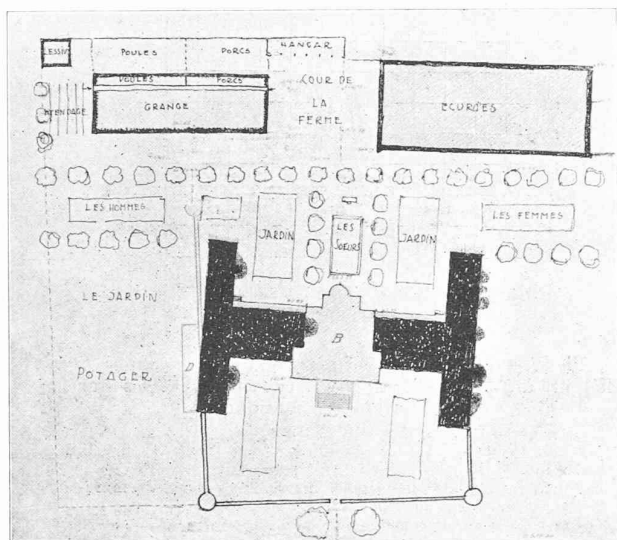 LESSIV
POULES
PORCS
HANGAR
POULES
PORCS
GRANGE
COUR DE
LA
FERME
ECURIES
ETENDAGE
LES HOMMES
JARDIN
LES
SOEURS
JARDIN
LES FEMMES
LE JARDIN
POTAGER
D
B